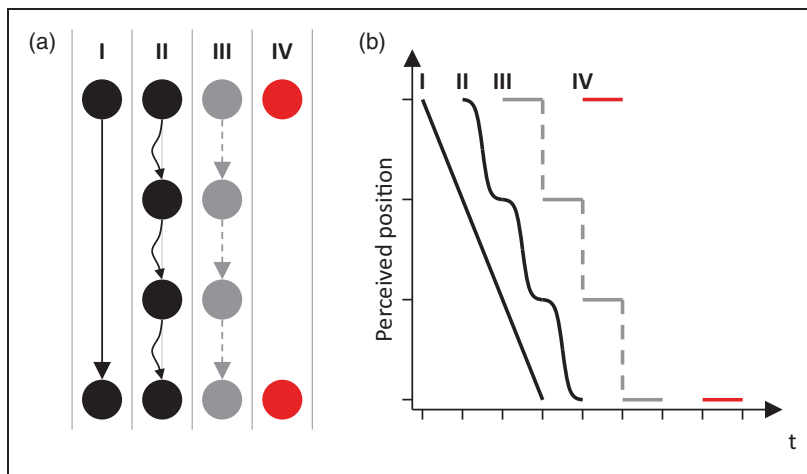 (a)
I II III IV
(b)
I II III IV
Perceived position
t